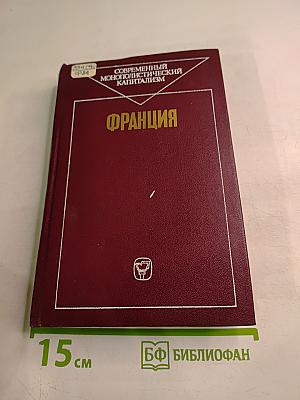 СОВРЕМЕННЫЙ
МОНОПОЛИСТИЧЕСКИЙ
КАПИТАЛИЗМ
ФРАНЦИЯ
15 см
БФ БИБЛИОФАН